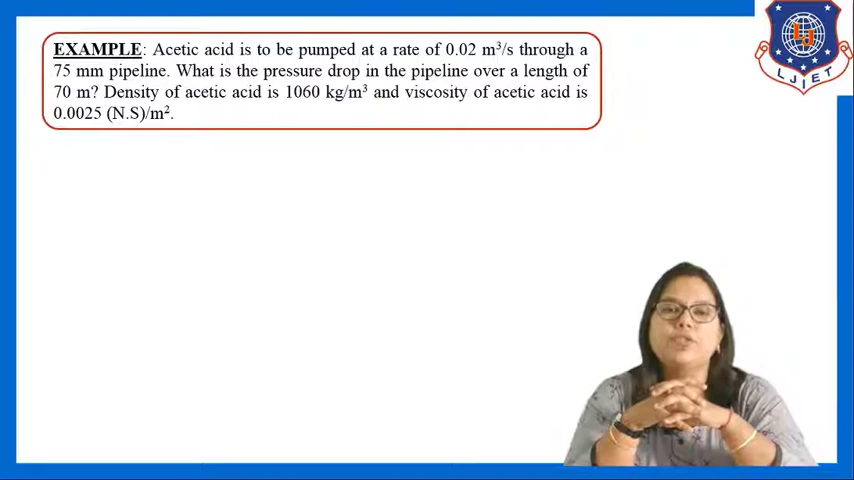 EXAMPLE: Acetic acid is to be pumped at a rate of 0.02 m³/s through a
75 mm pipeline. What is the pressure drop in the pipeline over a length of
70 m? Density of acetic acid is 1060 kg/m³ and viscosity of acetic acid is
0.0025 (N.S)/m².
LJIET